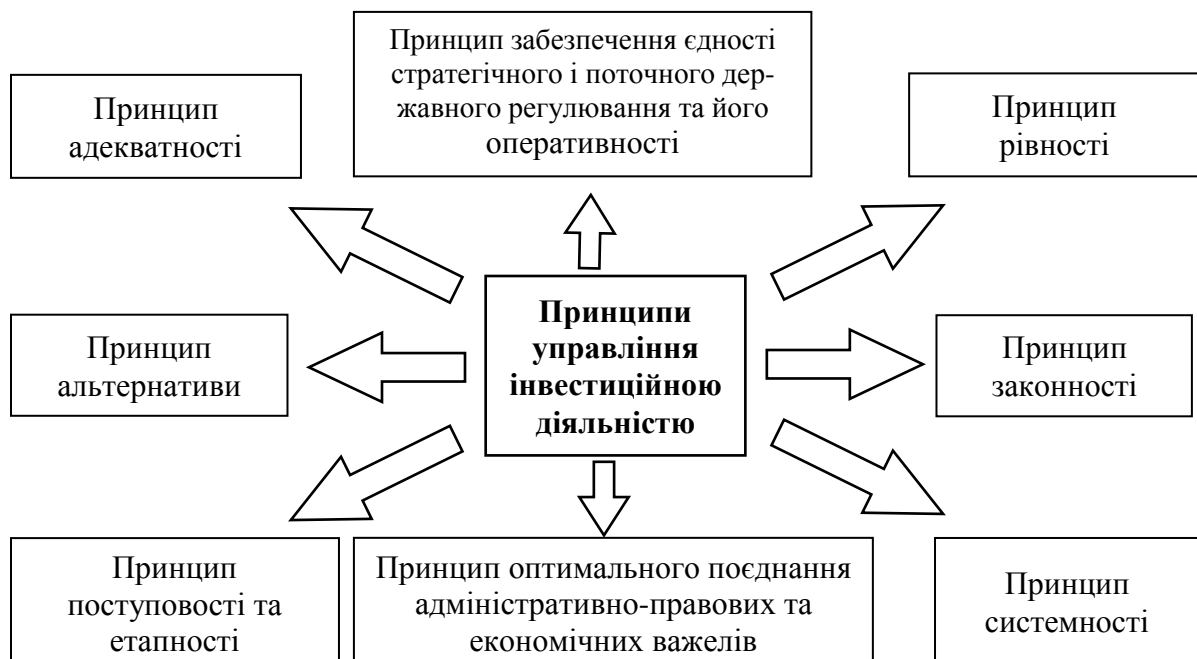 Принцип забезпечення єдності
стратегічного і поточного дер-
жавного регулювання та його
оперативності
Принцип
адекватності
Принцип
рівності
Принципи
управління
інвестиційною
діяльністю
Принцип
альтернативи
Принцип
законності
Принцип
поступовості та
етапності
Принцип оптимального поєднання
адміністративно-правових та
економічних важелів
Принцип
системності